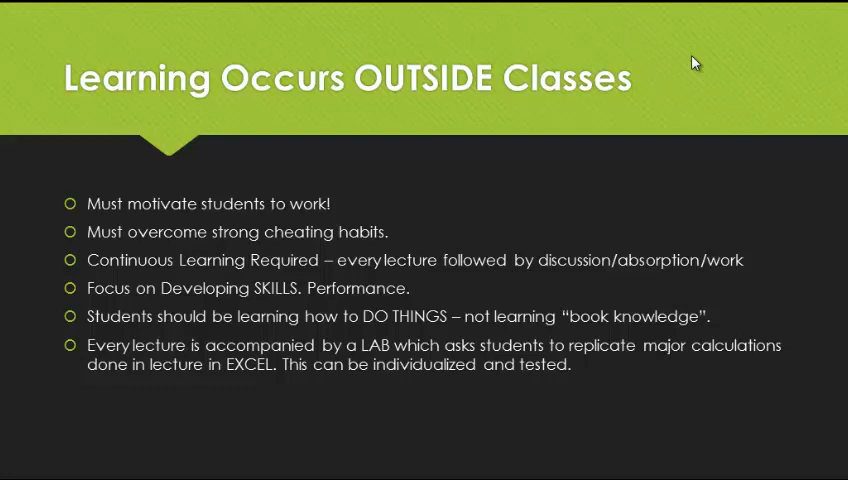 Learning Occurs OUTSIDE Classes
Must motivate students to work!
Must overcome strong cheating habits.
Continuous Learning Required – every lecture followed by discussion/absorption/work
Focus on Developing SKILLS. Performance.
Students should be learning how to DO THINGS – not learning “book knowledge”.
Every lecture is accompanied by a LAB which asks students to replicate major calculations
done in lecture in EXCEL. This can be individualized and tested.